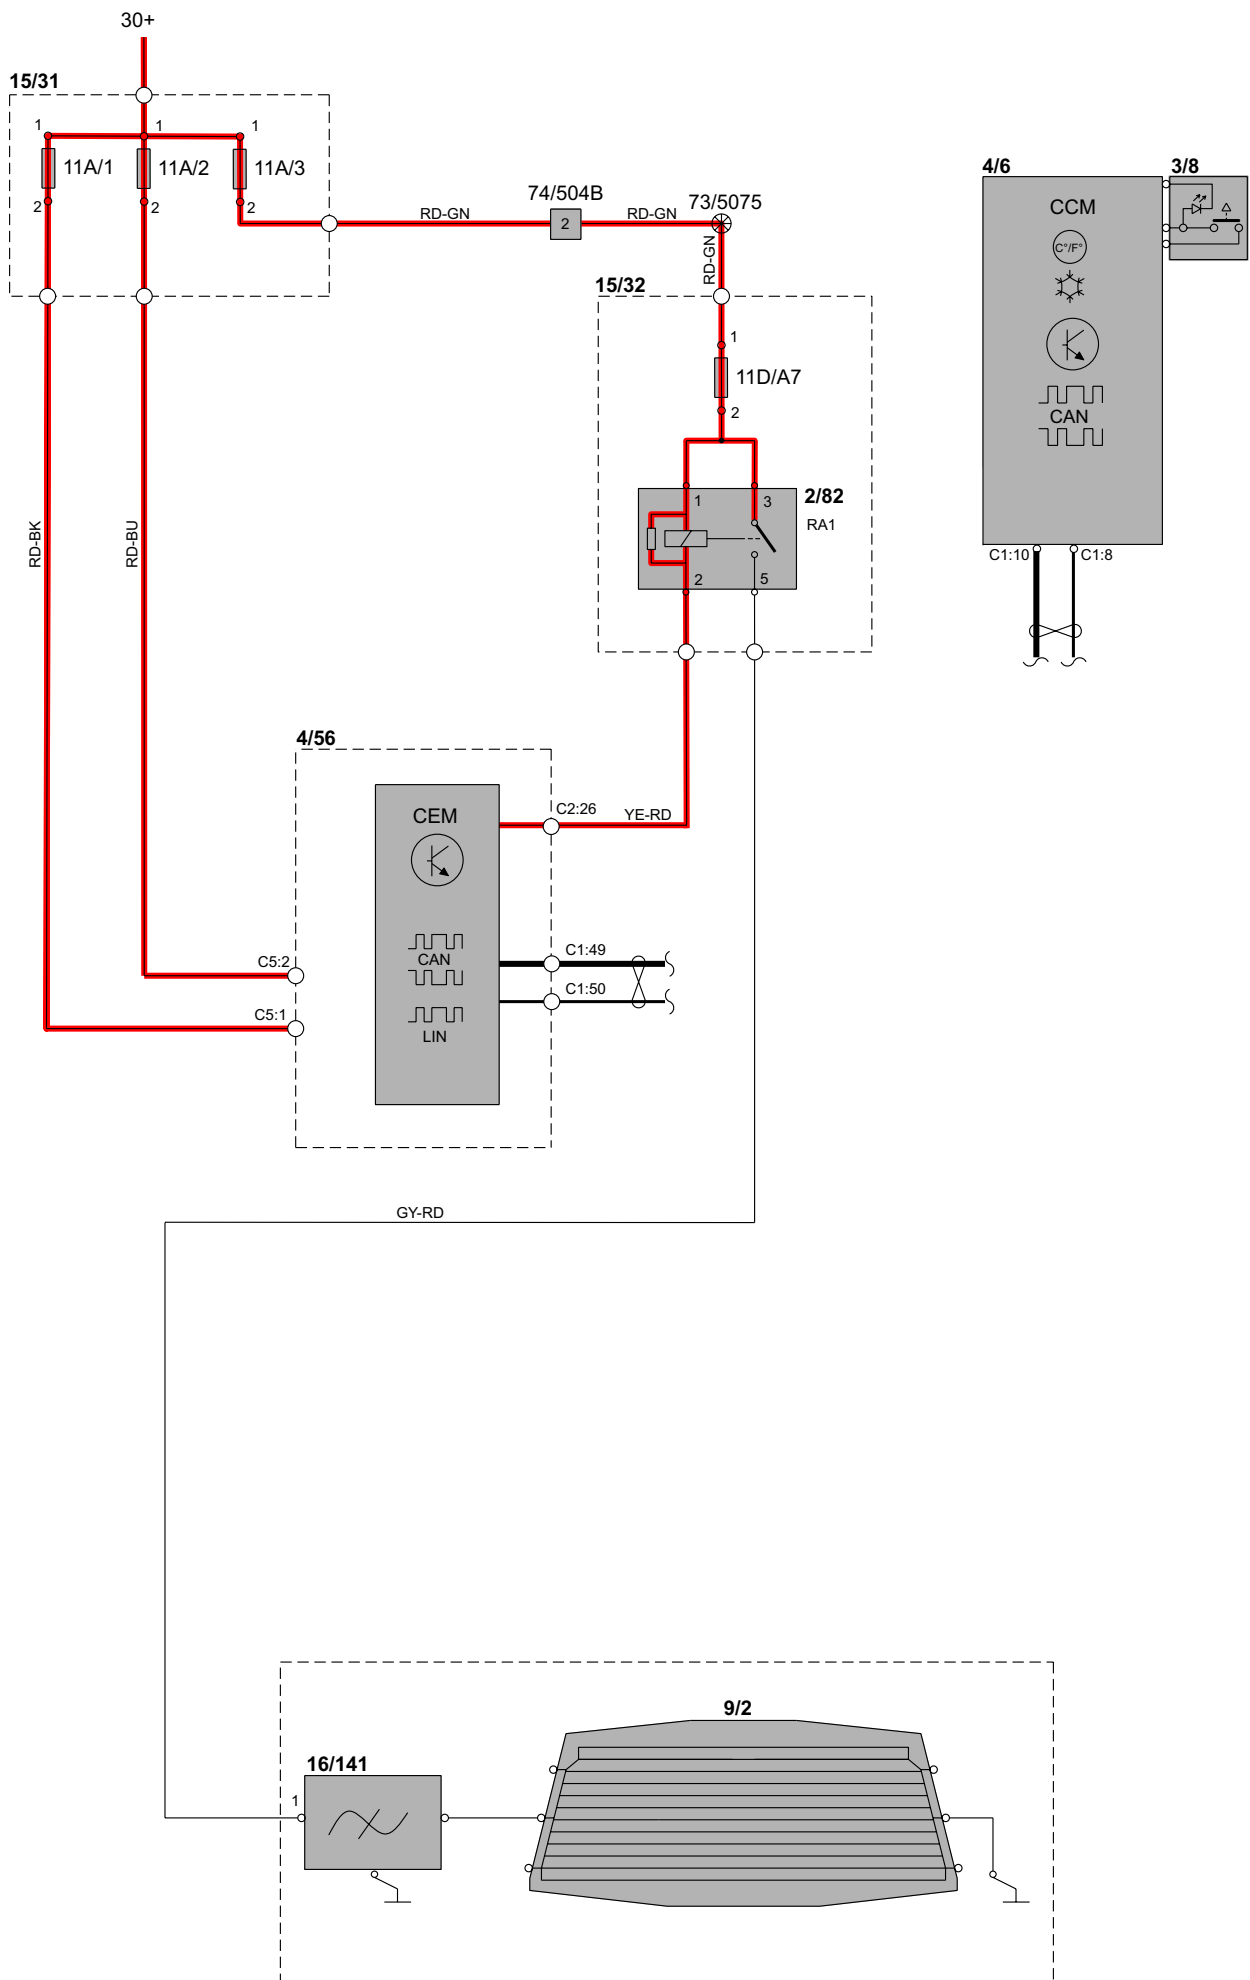 30+
15/31
1
1
1
11A/1
11A/2
11A/3
2
2
2
74/504B
73/5075
RD-GN
2
RD-GN
RD-GN
4/6
3/8
CCM
C°/F°
CAN
C1:10
C1:8
15/32
1
11D/A7
2
1
3
2/82
RA1
2
5
RD-BK
RD-BU
4/56
CEM
C2:26
YE-RD
CAN
LIN
C1:49
C1:50
C5:2
C5:1
GY-RD
9/2
16/141
1